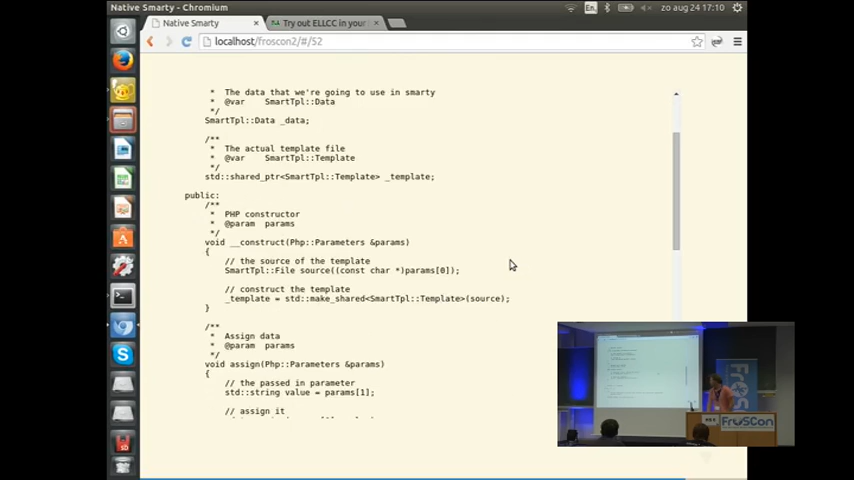 Native Smarty - Chromium
En
zo aug 24 17:10
Native Smarty ×
Try out ELLCC in your ×
localhost/froscon2/#/52
* The data that we're going to use in smarty
* @var SmartTpl::Data
*/
SmartTpl::Data _data;
/**
* The actual template file
* @var SmartTpl::Template
*/
std::shared_ptr<SmartTpl::Template> _template;
public:
/**
* PHP constructor
* @param params
*/
void __construct(Php::Parameters &params)
{
// the source of the template
SmartTpl::File source((const char *)params[0]);
// construct the template
_template = std::make_shared<SmartTpl::Template>(source);
}
/**
* Assign data
* @param params
*/
void assign(Php::Parameters &params)
{
// the passed in parameter
std::string value = params[1];
// assign it
FrOSCon